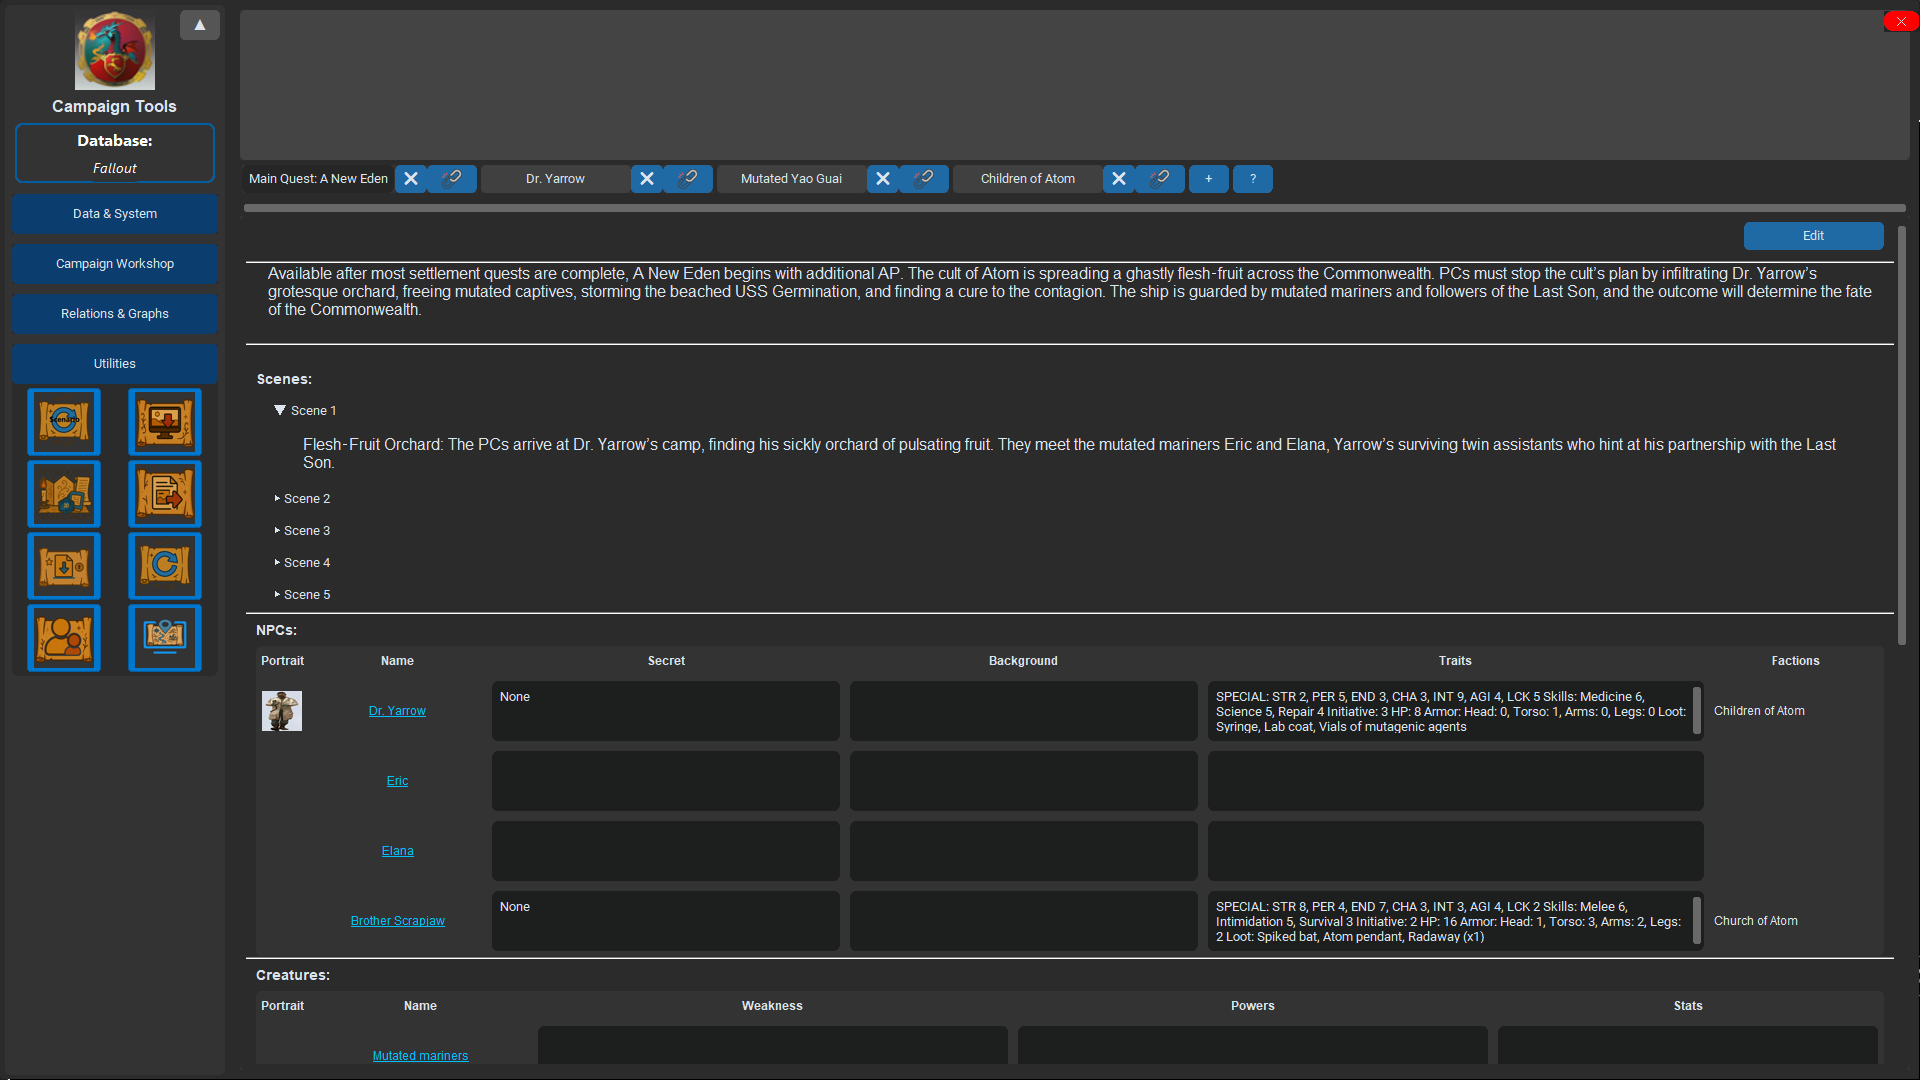 ▲
Campaign Tools
Database:
Fallout
Data & System
Campaign Workshop
Relations & Graphs
Utilities
Scenario
Main Quest: A New Eden
Dr. Yarrow
Mutated Yao Guai
Children of Atom
+
?
Edit
Available after most settlement quests are complete, A New Eden begins with additional AP. The cult of Atom is spreading a ghastly flesh-fruit across the Commonwealth. PCs must stop the cult's plan by infiltrating Dr. Yarrow's
grotesque orchard, freeing mutated captives, storming the beached USS Germination, and finding a cure to the contagion. The ship is guarded by mutated mariners and followers of the Last Son, and the outcome will determine the fate
of the Commonwealth.
Scenes:
▼ Scene 1
Flesh-Fruit Orchard: The PCs arrive at Dr. Yarrow's camp, finding his sickly orchard of pulsating fruit. They meet the mutated mariners Eric and Elana, Yarrow's surviving twin assistants who hint at his partnership with the Last
Son.
▸ Scene 2
▸ Scene 3
▸ Scene 4
▸ Scene 5
NPCs:
Portrait Name Secret Background Traits Factions
Dr. Yarrow
None
SPECIAL: STR 2, PER 5, END 3, CHA 3, INT 9, AGI 4, LCK 5 Skills: Medicine 6,
Science 5, Repair 4 Initiative: 3 HP: 8 Armor: Head: 0, Torso: 1, Arms: 0, Legs: 0 Loot:
Syringe, Lab coat, Vials of mutagenic agents
Children of Atom
Eric
Elana
Brother Scrapjaw
None
SPECIAL: STR 8, PER 4, END 7, CHA 3, INT 3, AGI 4, LCK 2 Skills: Melee 6,
Intimidation 5, Survival 3 Initiative: 2 HP: 16 Armor: Head: 1, Torso: 3, Arms: 2, Legs:
2 Loot: Spiked bat, Atom pendant, Radaway (x1)
Church of Atom
Creatures:
Portrait Name Weakness Powers Stats
Mutated mariners